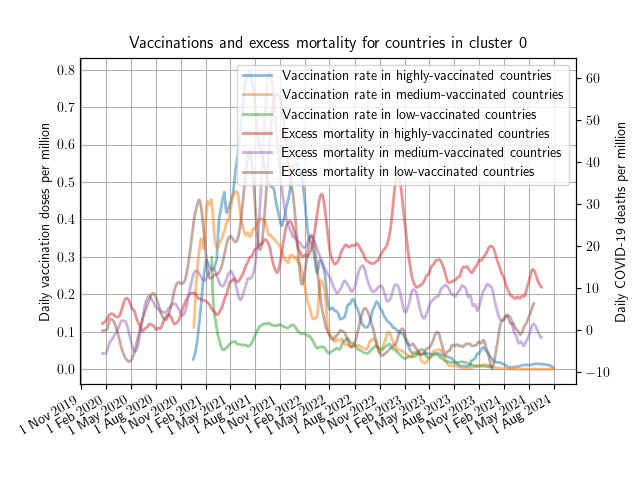 Vaccinations and excess mortality for countries in cluster 0
Vaccination rate in highly-vaccinated countries
Vaccination rate in medium-vaccinated countries
Vaccination rate in low-vaccinated countries
Excess mortality in highly-vaccinated countries
Excess mortality in medium-vaccinated countries
Excess mortality in low-vaccinated countries
Daily vaccination doses per million
0.8
0.7
0.6
0.5
0.4
0.3
0.2
0.1
0.0
Daily COVID-19 deaths per million
60
50
40
30
20
10
0
−10
1 Nov 2019
1 Feb 2020
1 May 2020
1 Aug 2020
1 Nov 2020
1 Feb 2021
1 May 2021
1 Aug 2021
1 Nov 2021
1 Feb 2022
1 May 2022
1 Aug 2022
1 Nov 2022
1 Feb 2023
1 May 2023
1 Aug 2023
1 Nov 2023
1 Feb 2024
1 May 2024
1 Aug 2024